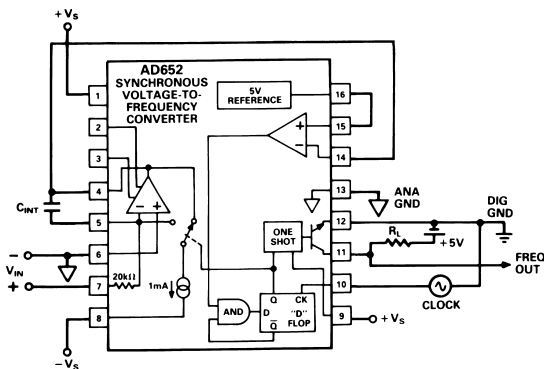 +VS
AD652
SYNCHRONOUS
VOLTAGE-TO-
FREQUENCY
CONVERTER
5V
REFERENCE
1
2
3
4
5
6
7
8
16
15
14
13
12
11
10
9
+
−
−
+
CINT
−
VIN
+
20kΩ
1mA
−VS
ANA
GND
DIG
GND
ONE
SHOT
RL
+5V
FREQ
OUT
CLOCK
AND
Q
CK
D
"D"
FLOP
Q̅
+VS